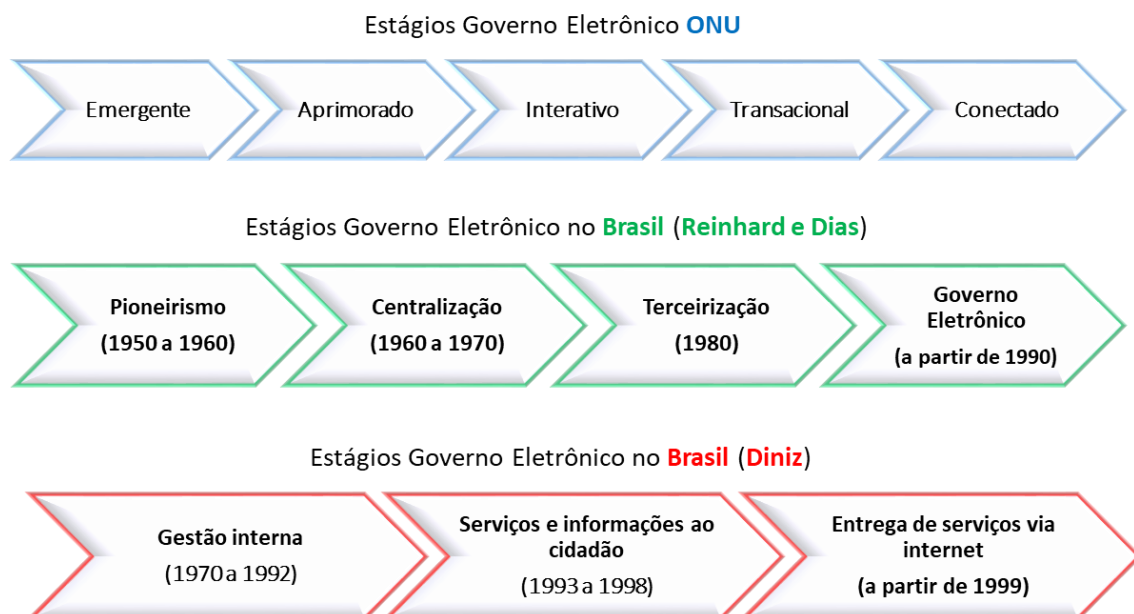 Estágios Governo Eletrônico ONU
Emergente
Aprimorado
Interativo
Transacional
Conectado
Estágios Governo Eletrônico no Brasil (Reinhard e Dias)
Pioneirismo
(1950 a 1960)
Centralização
(1960 a 1970)
Terceirização
(1980)
Governo
Eletrônico
(a partir de 1990)
Estágios Governo Eletrônico no Brasil (Diniz)
Gestão interna
(1970 a 1992)
Serviços e informações ao
cidadão
(1993 a 1998)
Entrega de serviços via
internet
(a partir de 1999)